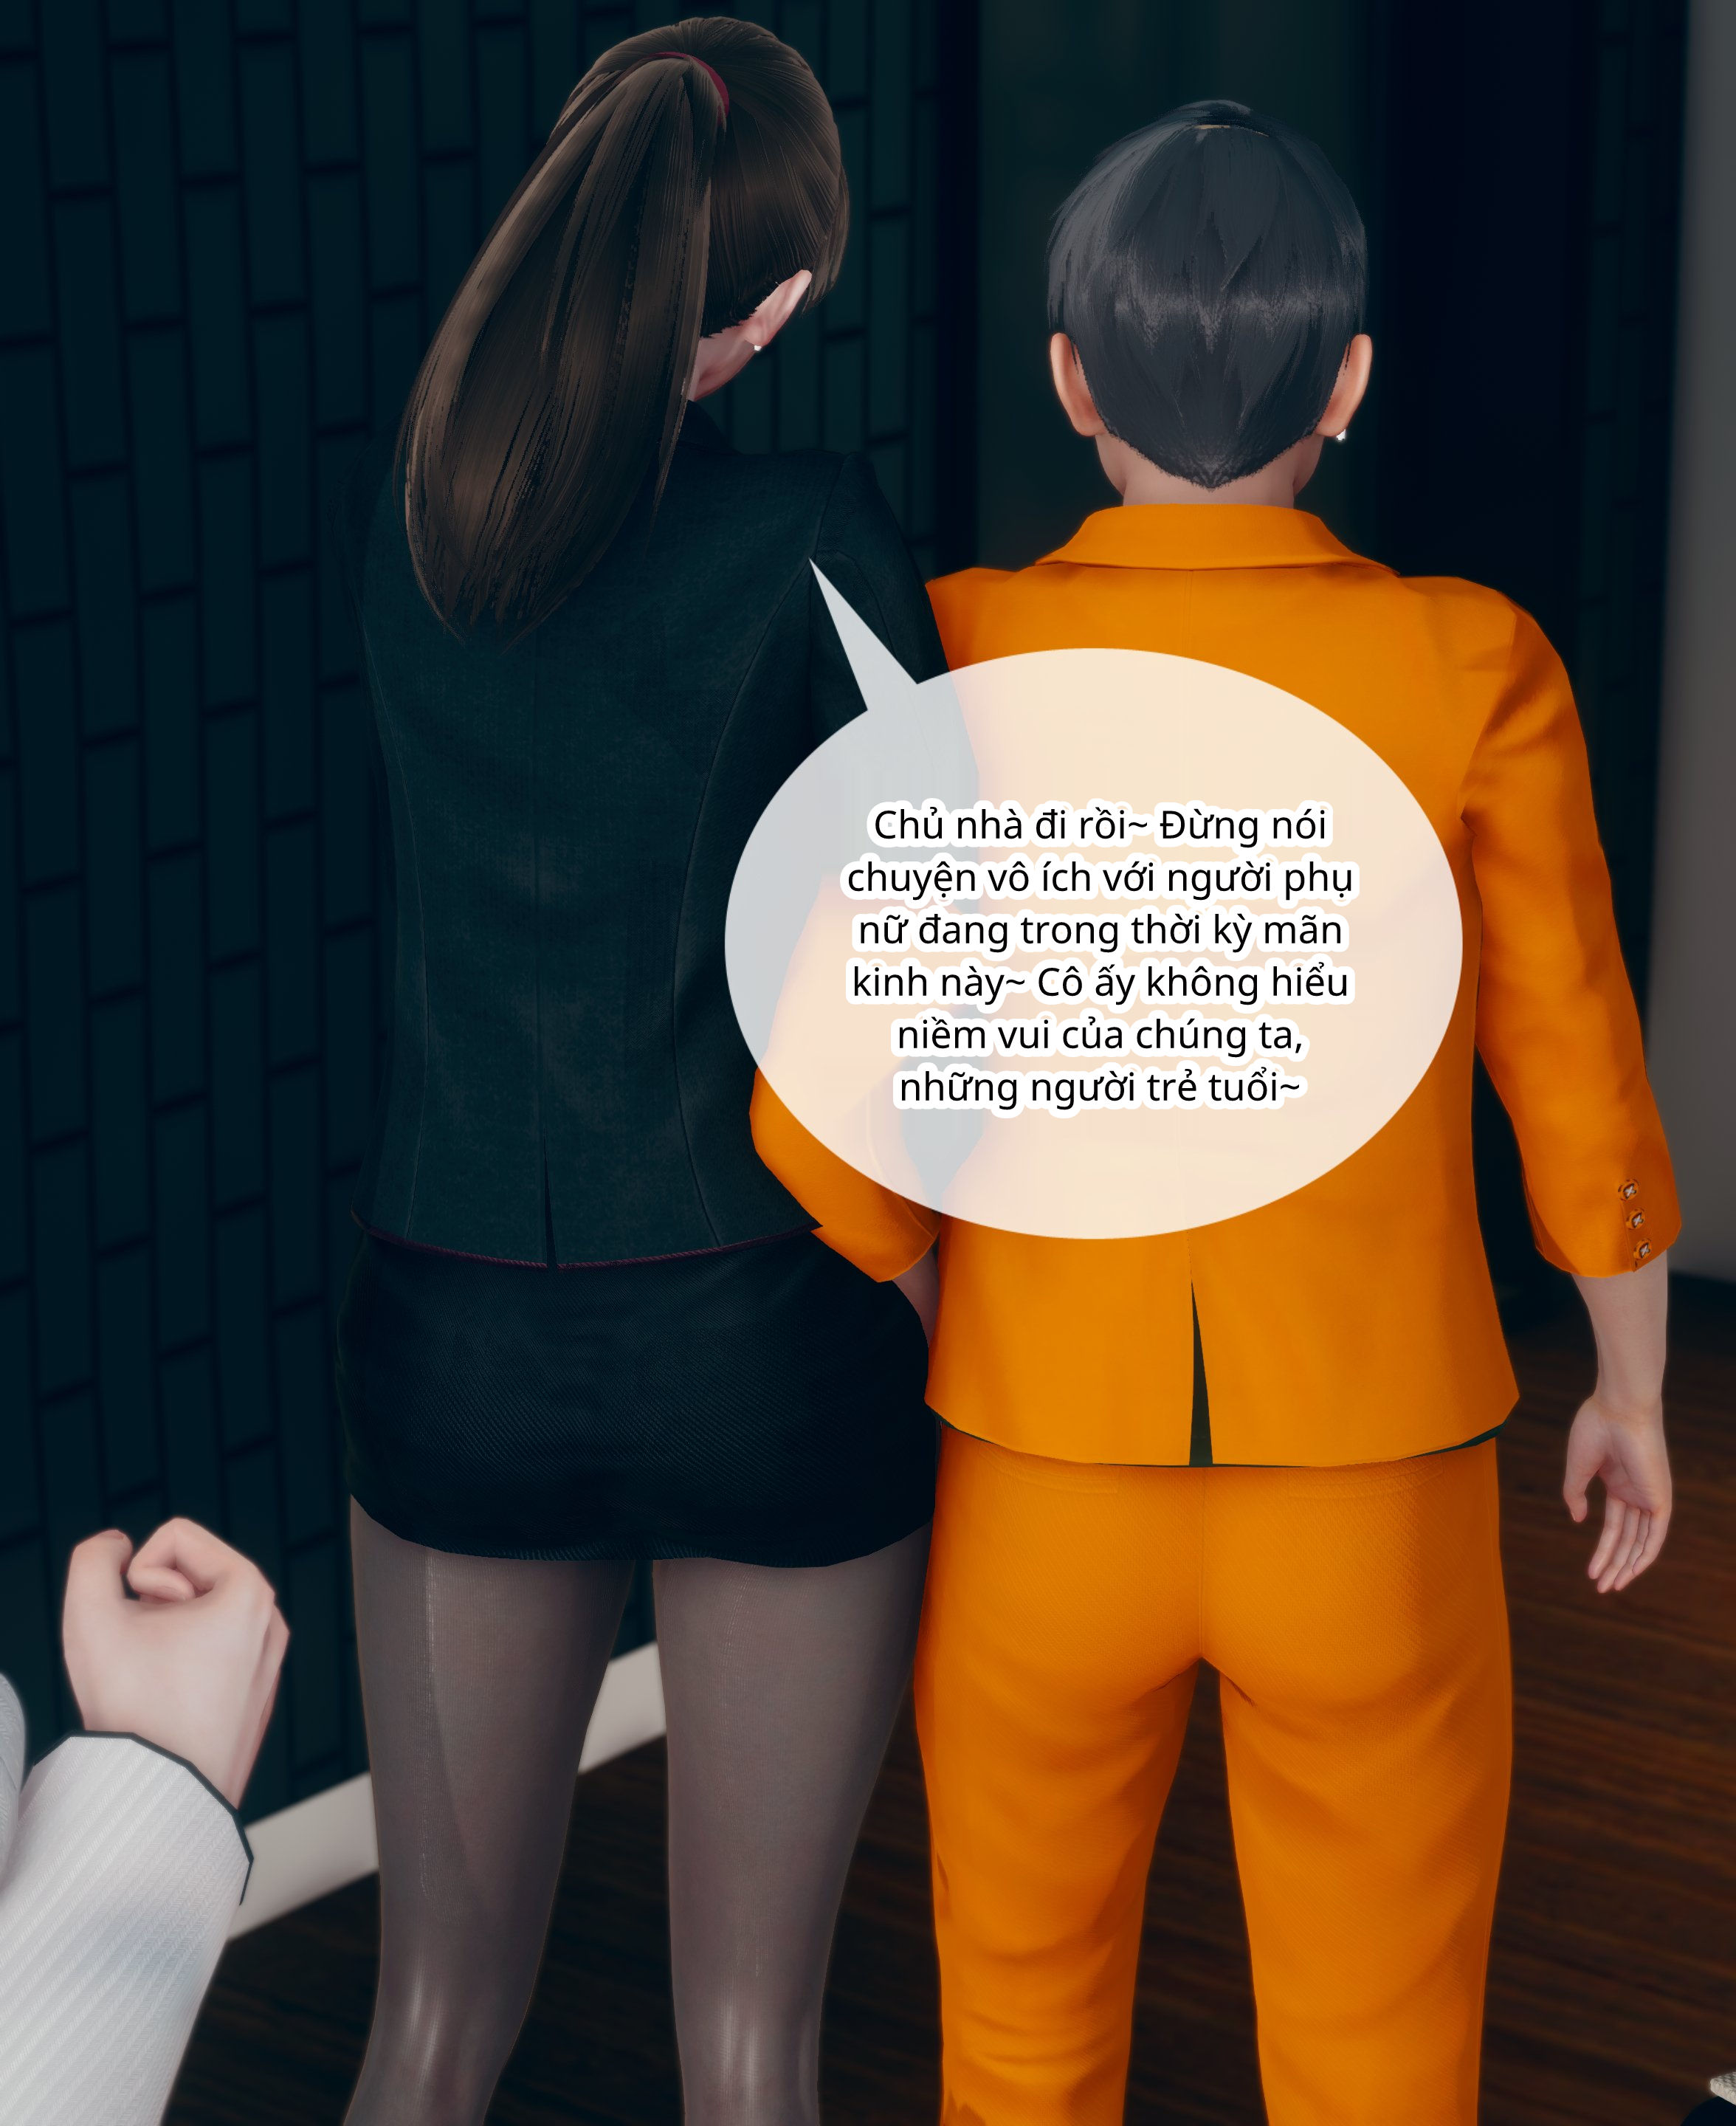 Chủ nhà đi rồi~ Đừng nói
chuyện vô ích với người phụ
nữ đang trong thời kỳ mãn
kinh này~ Cô ấy không hiểu
niềm vui của chúng ta,
những người trẻ tuổi~